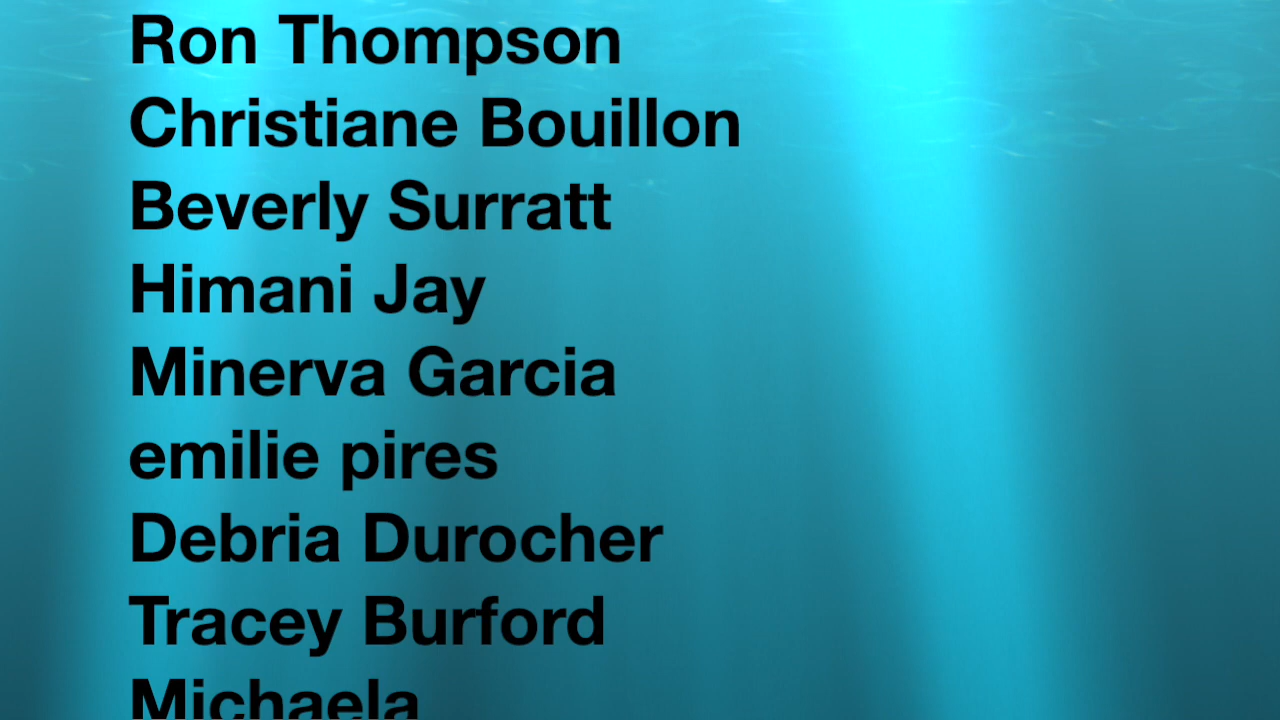 Ron Thompson
Christiane Bouillon
Beverly Surratt
Himani Jay
Minerva Garcia
emilie pires
Debria Durocher
Tracey Burford
Michaela